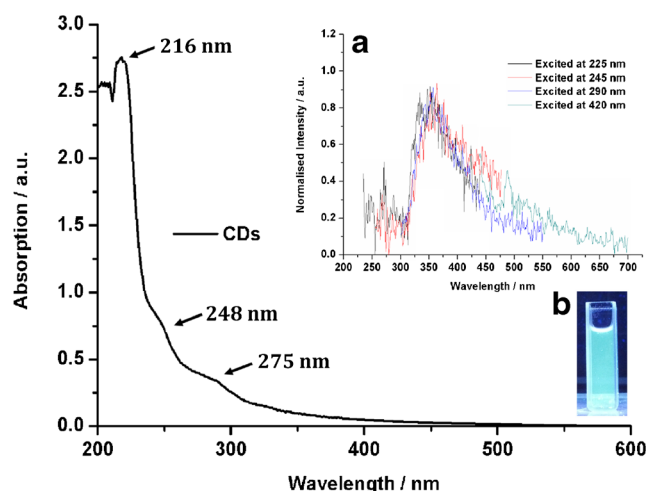 3.0
2.5
2.0
1.5
1.0
0.5
0.0
Absorption / a.u.
200 300 400 500 600
Wavelength / nm
216 nm
248 nm
275 nm
CDs
a
1.2
1.0
0.8
0.6
0.4
0.2
0.0
Normalised Intensity / a.u.
200 250 300 350 400 450 500 550 600 650 700
Wavelength / nm
Excited at 225 nm
Excited at 245 nm
Excited at 290 nm
Excited at 420 nm
b